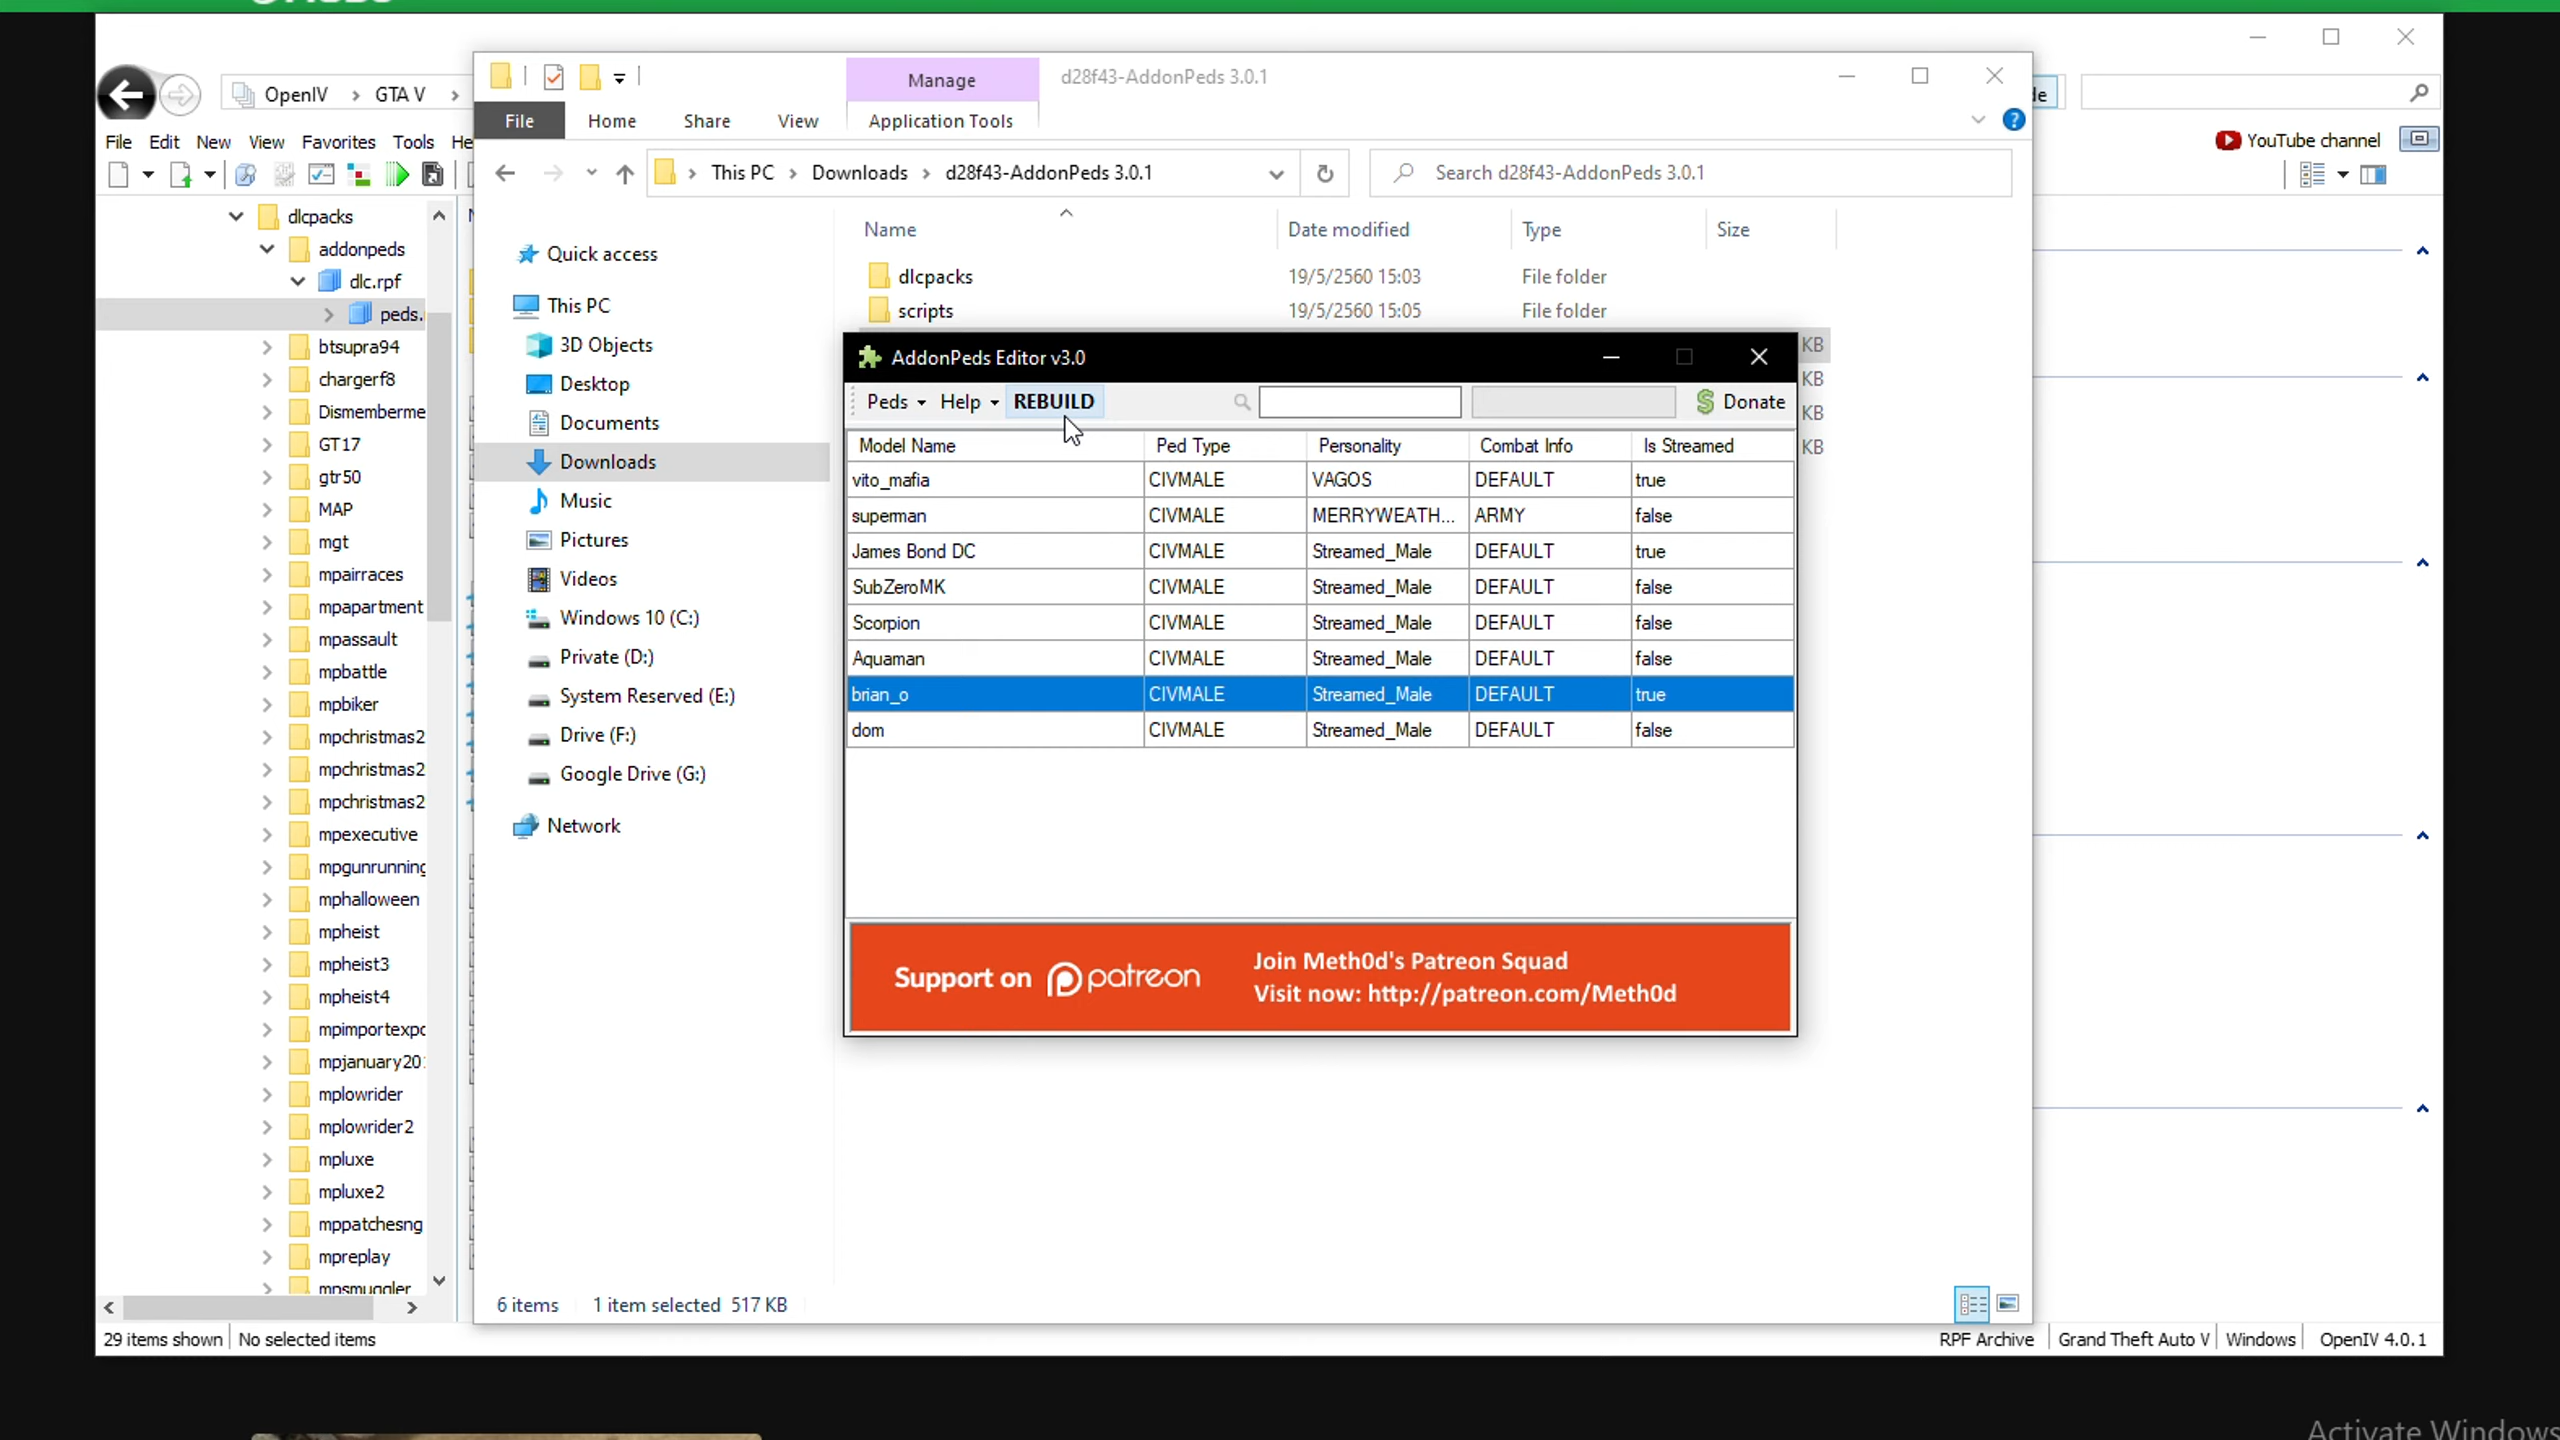 OpenIV > GTA V >
File Edit New View Favorites Tools He
YouTube channel
dlcpacks
addonpeds
dlc.rpf
peds.
btsupra94
chargerf8
Dismemberme
GT17
gtr50
MAP
mgt
mpairraces
mpapartment
mpassault
mpbattle
mpbiker
mpchristmas2
mpchristmas2
mpchristmas2
mpexecutive
mpgunrunning
mphalloween
mpheist
mpheist3
mpheist4
mpimportexpo
mpjanuary201
mplowrider
mplowrider2
mpluxe
mpluxe2
mppatchesng
mpreplay
mpsmuggler
29 items shown No selected items
Manage
d28f43-AddonPeds 3.0.1
File Home Share View Application Tools
This PC > Downloads > d28f43-AddonPeds 3.0.1
Search d28f43-AddonPeds 3.0.1
Quick access
This PC
3D Objects
Desktop
Documents
Downloads
Music
Pictures
Videos
Windows 10 (C:)
Private (D:)
System Reserved (E:)
Drive (F:)
Google Drive (G:)
Network
Name Date modified Type Size
dlcpacks 19/5/2560 15:03 File folder
scripts 19/5/2560 15:05 File folder
KB
KB
KB
KB
AddonPeds Editor v3.0
Peds Help REBUILD Donate
Model Name Ped Type Personality Combat Info Is Streamed
vito_mafia CIVMALE VAGOS DEFAULT true
superman CIVMALE MERRYWEATH... ARMY false
James Bond DC CIVMALE Streamed_Male DEFAULT true
SubZeroMK CIVMALE Streamed_Male DEFAULT false
Scorpion CIVMALE Streamed_Male DEFAULT false
Aquaman CIVMALE Streamed_Male DEFAULT false
brian_o CIVMALE Streamed_Male DEFAULT true
dom CIVMALE Streamed_Male DEFAULT false
Support on patreon
Join Meth0d's Patreon Squad
Visit now: http://patreon.com/Meth0d
6 items 1 item selected 517 KB
RPF Archive Grand Theft Auto V Windows OpenIV 4.0.1
Activate Windows